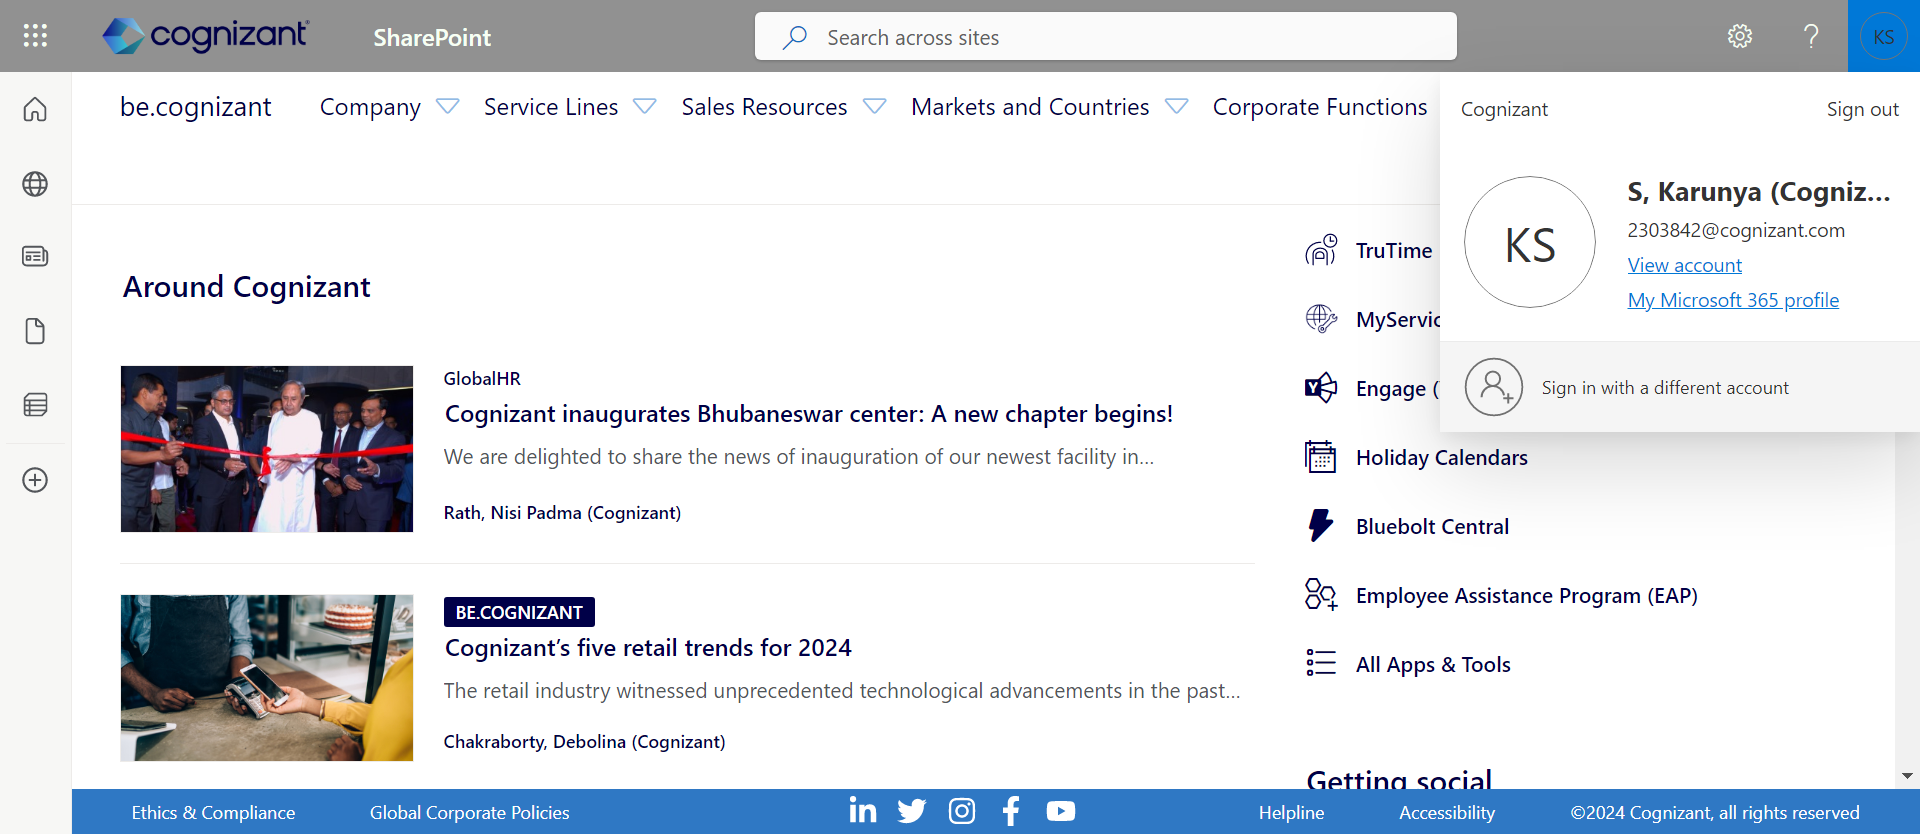 cognizant
SharePoint
Search across sites
KS
be.cognizant
Company
Service Lines
Sales Resources
Markets and Countries
Corporate Functions
Cognizant
Sign out
KS
S, Karunya (Cogniz...
2303842@cognizant.com
View account
My Microsoft 365 profile
Sign in with a different account
Around Cognizant
GlobalHR
Cognizant inaugurates Bhubaneswar center: A new chapter begins!
We are delighted to share the news of inauguration of our newest facility in...
Rath, Nisi Padma (Cognizant)
BE.COGNIZANT
Cognizant’s five retail trends for 2024
The retail industry witnessed unprecedented technological advancements in the past...
Chakraborty, Debolina (Cognizant)
TruTime
MyServic
Engage (
Holiday Calendars
Bluebolt Central
Employee Assistance Program (EAP)
All Apps & Tools
Getting social
Ethics & Compliance
Global Corporate Policies
Helpline
Accessibility
©2024 Cognizant, all rights reserved